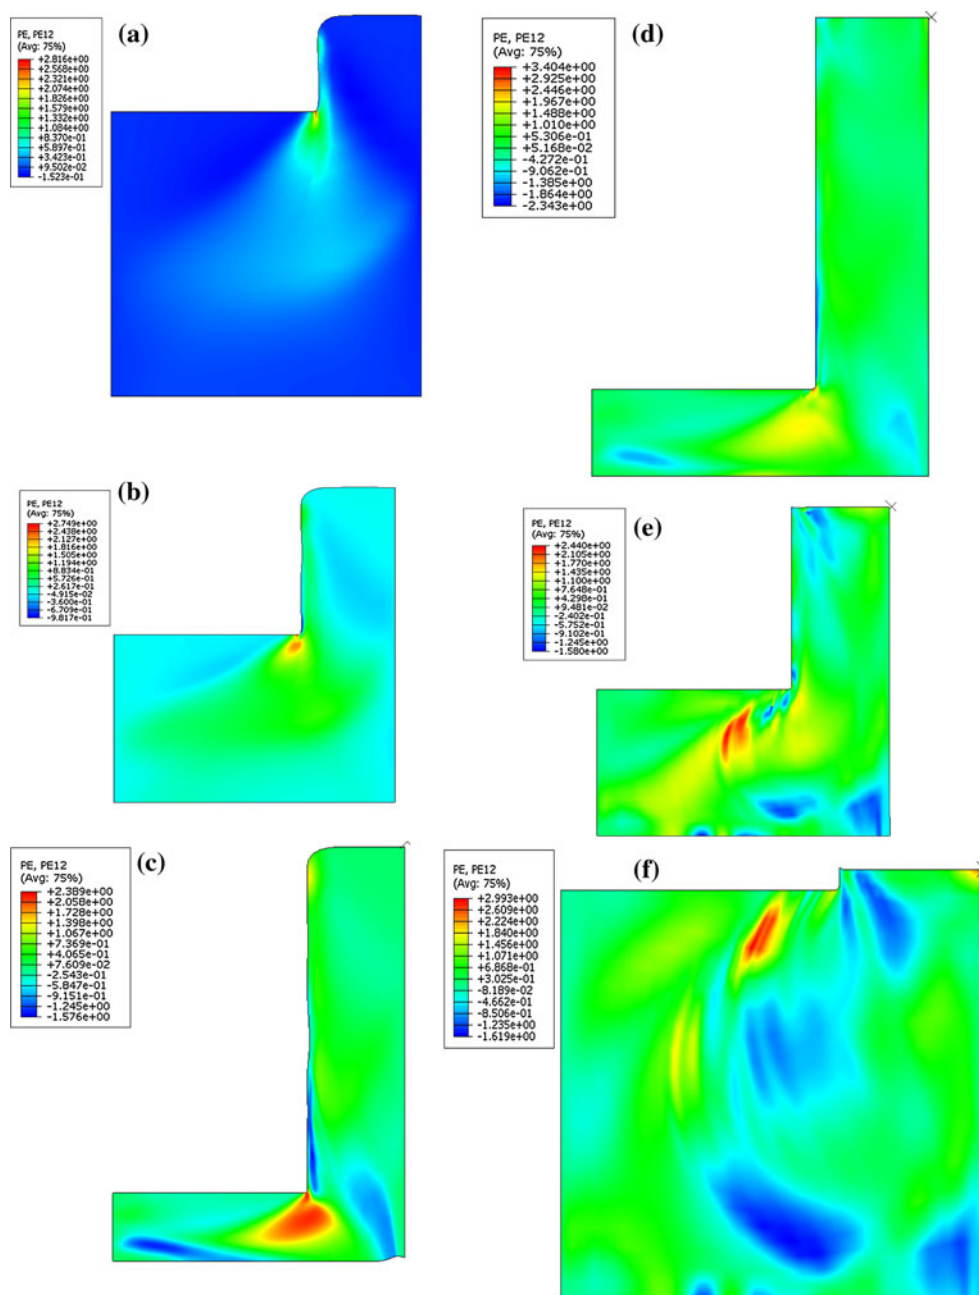 (a)
PE, PE12
(Avg: 75%)
+2.816e+00
+2.568e+00
+2.321e+00
+2.074e+00
+1.826e+00
+1.579e+00
+1.332e+00
+1.084e+00
+8.370e-01
+5.897e-01
+3.423e-01
+9.502e-02
-1.523e-01
(b)
PE, PE12
(Avg: 75%)
+2.749e+00
+2.438e+00
+2.127e+00
+1.816e+00
+1.505e+00
+1.194e+00
+8.834e-01
+5.726e-01
+2.617e-01
-4.915e-02
-3.600e-01
-6.709e-01
-9.817e-01
(c)
PE, PE12
(Avg: 75%)
+2.389e+00
+2.058e+00
+1.728e+00
+1.398e+00
+1.067e+00
+7.369e-01
+4.065e-01
+7.609e-02
-2.543e-01
-5.847e-01
-9.151e-01
-1.245e+00
-1.576e+00
(d)
PE, PE12
(Avg: 75%)
+3.404e+00
+2.925e+00
+2.446e+00
+1.967e+00
+1.488e+00
+1.010e+00
+5.306e-01
+5.168e-02
-4.272e-01
-9.062e-01
-1.385e+00
-1.864e+00
-2.343e+00
(e)
PE, PE12
(Avg: 75%)
+2.440e+00
+2.105e+00
+1.770e+00
+1.435e+00
+1.100e+00
+7.648e-01
+4.298e-01
+9.481e-02
-2.402e-01
-5.752e-01
-9.102e-01
-1.245e+00
-1.580e+00
(f)
PE, PE12
(Avg: 75%)
+2.993e+00
+2.609e+00
+2.224e+00
+1.840e+00
+1.456e+00
+1.071e+00
+6.868e-01
+3.025e-01
-8.189e-02
-4.662e-01
-8.506e-01
-1.235e+00
-1.619e+00